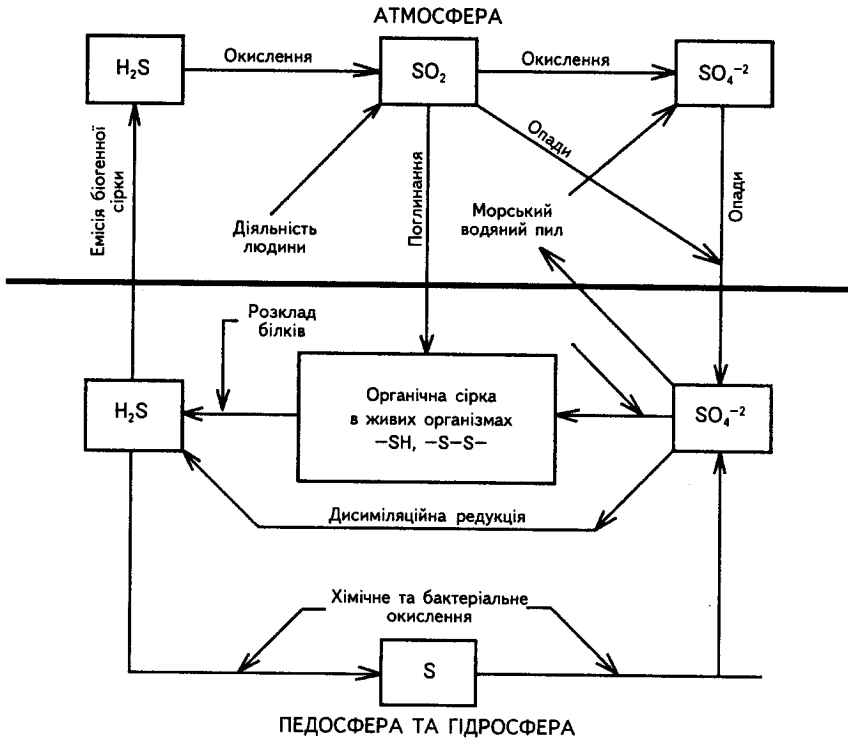 АТМОСФЕРА
H₂S
Окислення
SO₂
Окислення
SO₄⁻²
Емісія біогенної
сірки
Діяльність
людини
Поглинання
Опади
Морський
водяний пил
Опади
Розклад
білків
H₂S
Органічна сірка
в живих організмах
—SH, —S—S—
SO₄⁻²
Дисиміляційна редукція
Хімічне та бактеріальне
окислення
S
ПЕДОСФЕРА ТА ГІДРОСФЕРА